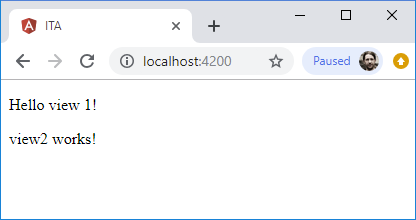 ITA
localhost:4200
Paused
Hello view 1!
view2 works!